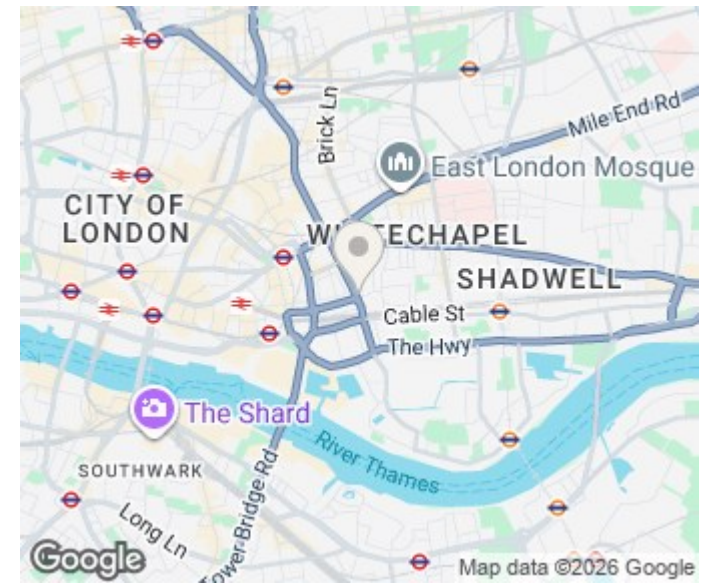 Brick Ln
Mile End Rd
East London Mosque
CITY OF
LONDON
SHADWELL
Cable St
The Hwy
The Shard
River Thames
SOUTHWARK
Tower Bridge Rd
Long Ln
Google
Map data ©2026 Google